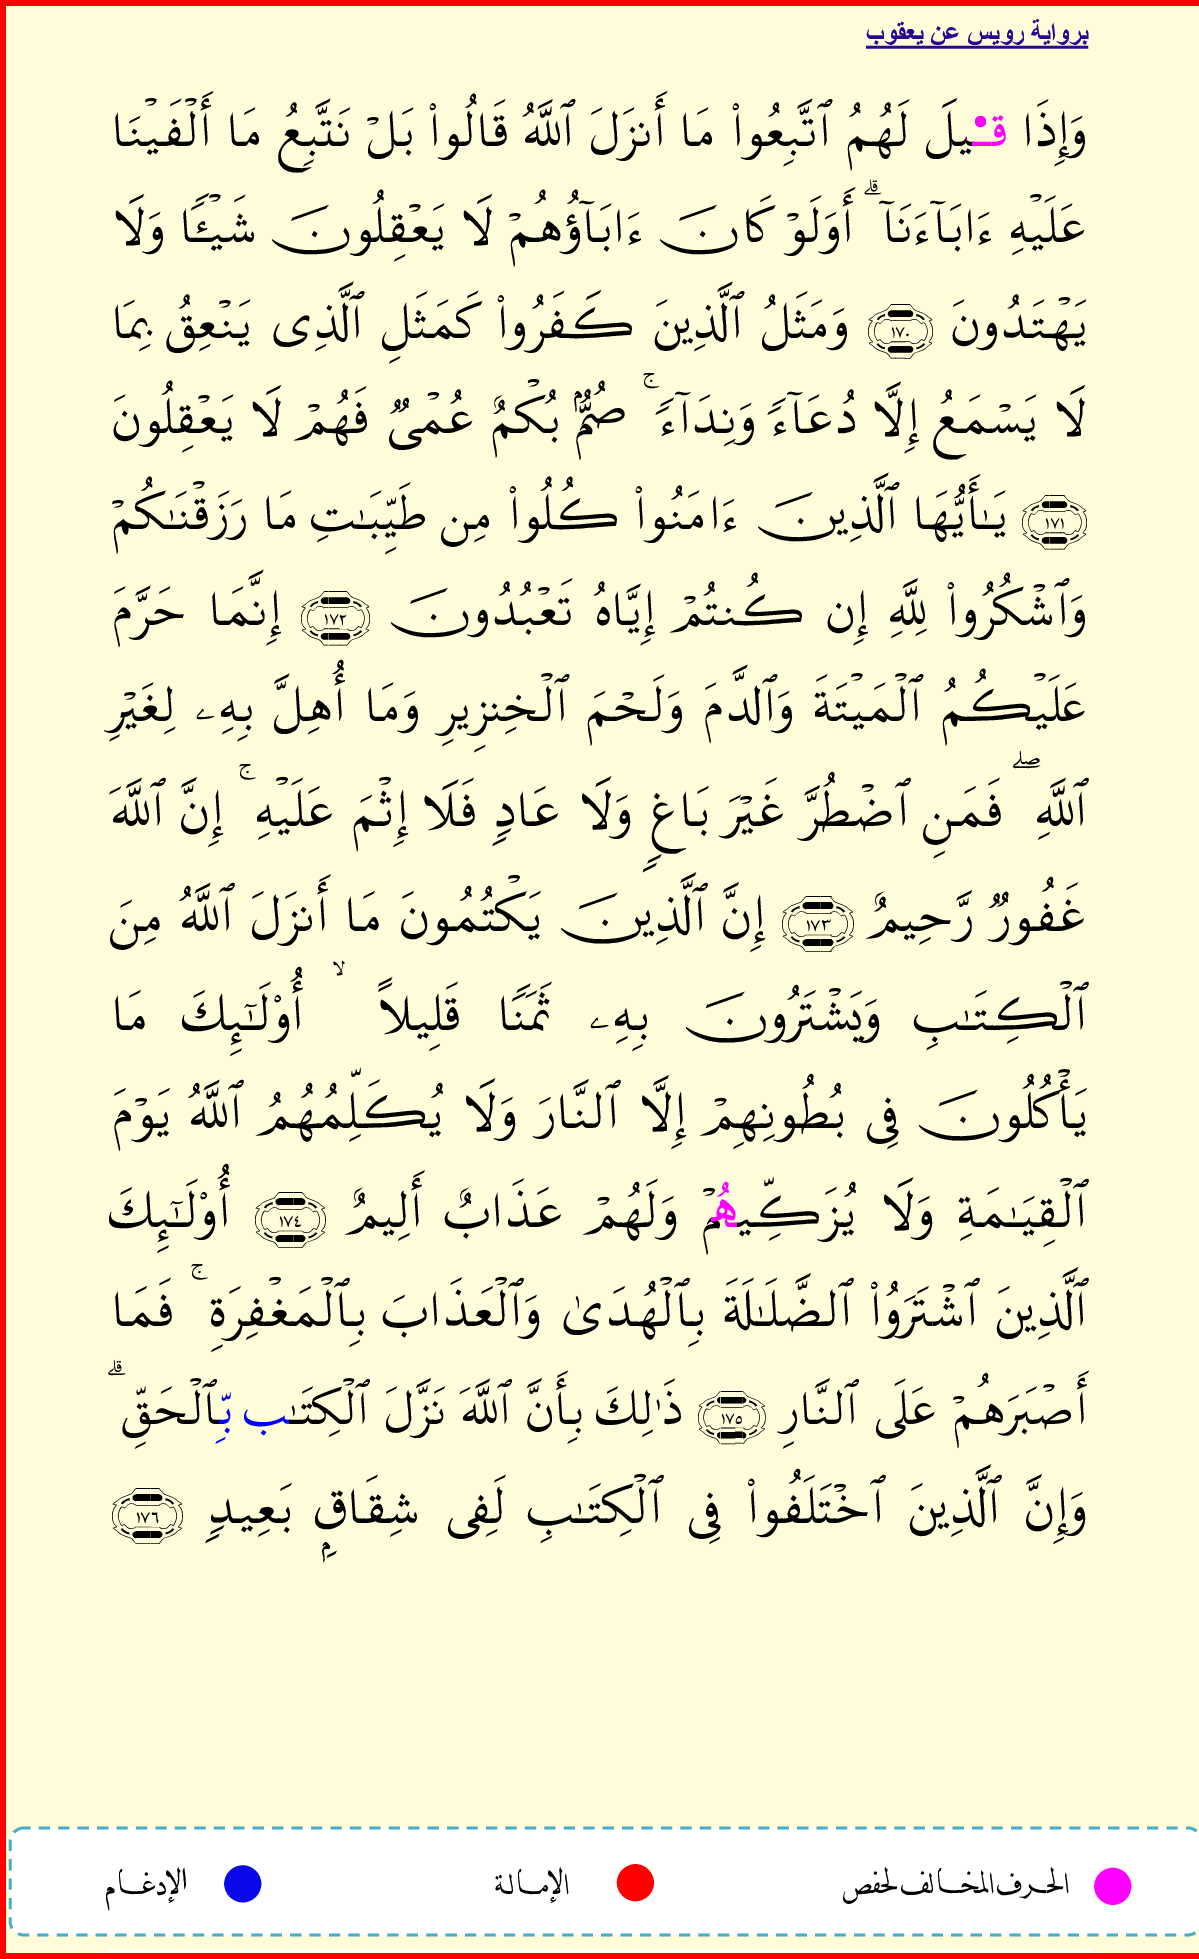 برواية رويس عن يعقوب
وَإِذَا قِيلَ لَهُمُ ٱتَّبِعُوا۟ مَا أَنزَلَ ٱللَّهُ قَالُوا۟ بَلۡ نَتَّبِعُ مَا أَلۡفَيۡنَا
عَلَيۡهِ ءَابَآءَنَآ ۗ أَوَلَوۡ كَانَ ءَابَآؤُهُمۡ لَا يَعۡقِلُونَ شَيۡـًٔا وَلَا
يَهۡتَدُونَ ١٧٠ وَمَثَلُ ٱلَّذِينَ كَفَرُوا۟ كَمَثَلِ ٱلَّذِى يَنۡعِقُ بِمَا
لَا يَسۡمَعُ إِلَّا دُعَآءً وَنِدَآءً ۚ صُمٌّۢ بُكۡمٌ عُمۡىٌ فَهُمۡ لَا يَعۡقِلُونَ
١٧١ يَـٰٓأَيُّهَا ٱلَّذِينَ ءَامَنُوا۟ كُلُوا۟ مِن طَيِّبَـٰتِ مَا رَزَقۡنَـٰكُمۡ
وَٱشۡكُرُوا۟ لِلَّهِ إِن كُنتُمۡ إِيَّاهُ تَعۡبُدُونَ ١٧٢ إِنَّمَا حَرَّمَ
عَلَيۡكُمُ ٱلۡمَيۡتَةَ وَٱلدَّمَ وَلَحۡمَ ٱلۡخِنزِيرِ وَمَا أُهِلَّ بِهِۦ لِغَيۡرِ
ٱللَّهِ ۖ فَمَنِ ٱضۡطُرَّ غَيۡرَ بَاغٍ وَلَا عَادٍ فَلَا إِثۡمَ عَلَيۡهِ ۚ إِنَّ ٱللَّهَ
غَفُورٌ رَّحِيمٌ ١٧٣ إِنَّ ٱلَّذِينَ يَكۡتُمُونَ مَا أَنزَلَ ٱللَّهُ مِنَ
ٱلۡكِتَـٰبِ وَيَشۡتَرُونَ بِهِۦ ثَمَنًا قَلِيلاً ۙ أُو۟لَـٰٓئِكَ مَا
يَأۡكُلُونَ فِى بُطُونِهِمۡ إِلَّا ٱلنَّارَ وَلَا يُكَلِّمُهُمُ ٱللَّهُ يَوۡمَ
ٱلۡقِيَـٰمَةِ وَلَا يُزَكِّيهُمۡ وَلَهُمۡ عَذَابٌ أَلِيمٌ ١٧٤ أُو۟لَـٰٓئِكَ
ٱلَّذِينَ ٱشۡتَرَوُا۟ ٱلضَّلَـٰلَةَ بِٱلۡهُدَىٰ وَٱلۡعَذَابَ بِٱلۡمَغۡفِرَةِ ۚ فَمَا
أَصۡبَرَهُمۡ عَلَى ٱلنَّارِ ١٧٥ ذَٰلِكَ بِأَنَّ ٱللَّهَ نَزَّلَ ٱلۡكِتَـٰب بِّٱلۡحَقِّ ۗ
وَإِنَّ ٱلَّذِينَ ٱخۡتَلَفُوا۟ فِى ٱلۡكِتَـٰبِ لَفِى شِقَاقٍۭ بَعِيدٍ ١٧٦
الحرف المخالف لحفص الإمالة الإدغام